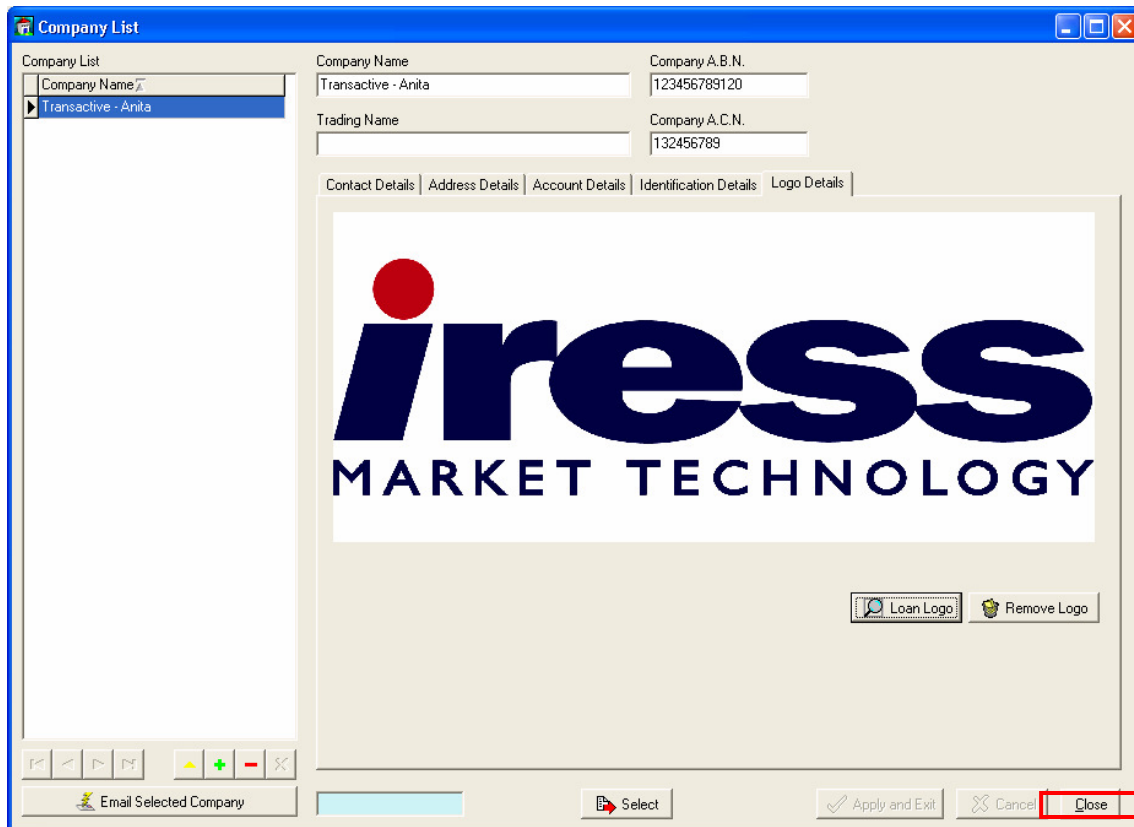 Company List
Company List
Company Name
Transactive - Anita
Company Name
Company A.B.N.
Transactive - Anita
123456789120
Trading Name
Company A.C.N.
132456789
Contact Details
Address Details
Account Details
Identification Details
Logo Details
iress
MARKET TECHNOLOGY
Loan Logo
Remove Logo
Email Selected Company
Select
Apply and Exit
Cancel
Close